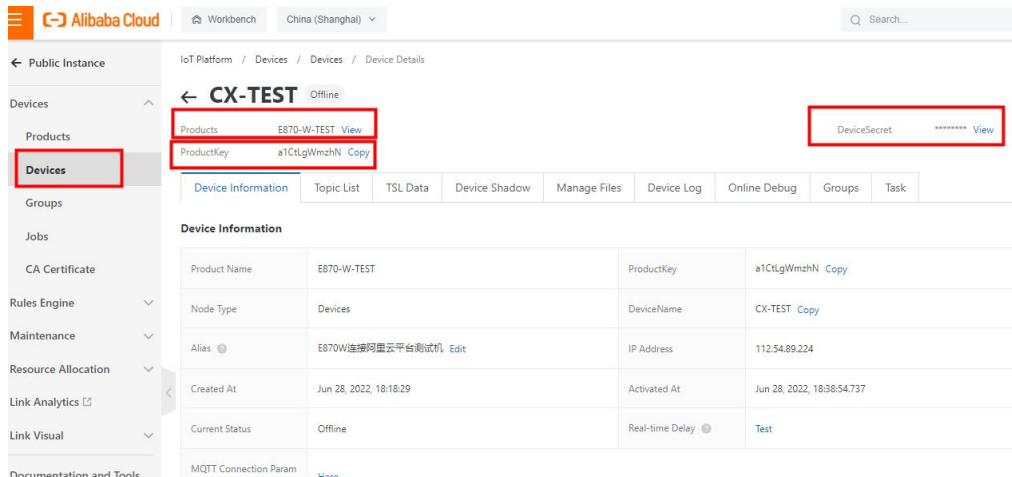 Alibaba Cloud Workbench China (Shanghai) Search...
Public Instance
IoT Platform / Devices / Devices / Device Details
CX-TEST Offline
Devices
Products
Devices
Groups
Jobs
CA Certificate
Rules Engine
Maintenance
Resource Allocation
Link Analytics
Link Visual
Documentation and Tools
Products E870-W-TEST View
DeviceSecret ******** View
ProductKey a1CtLgWmzhN Copy
Device Information Topic List TSL Data Device Shadow Manage Files Device Log Online Debug Groups Task
Device Information
Product Name E870-W-TEST ProductKey a1CtLgWmzhN Copy
Node Type Devices DeviceName CX-TEST Copy
Alias E870W连接阿里云平台测试机 Edit IP Address 112.54.89.224
Created At Jun 28, 2022, 18:18:29 Activated At Jun 28, 2022, 18:38:54.737
Current Status Offline Real-time Delay Test
MQTT Connection Param Here